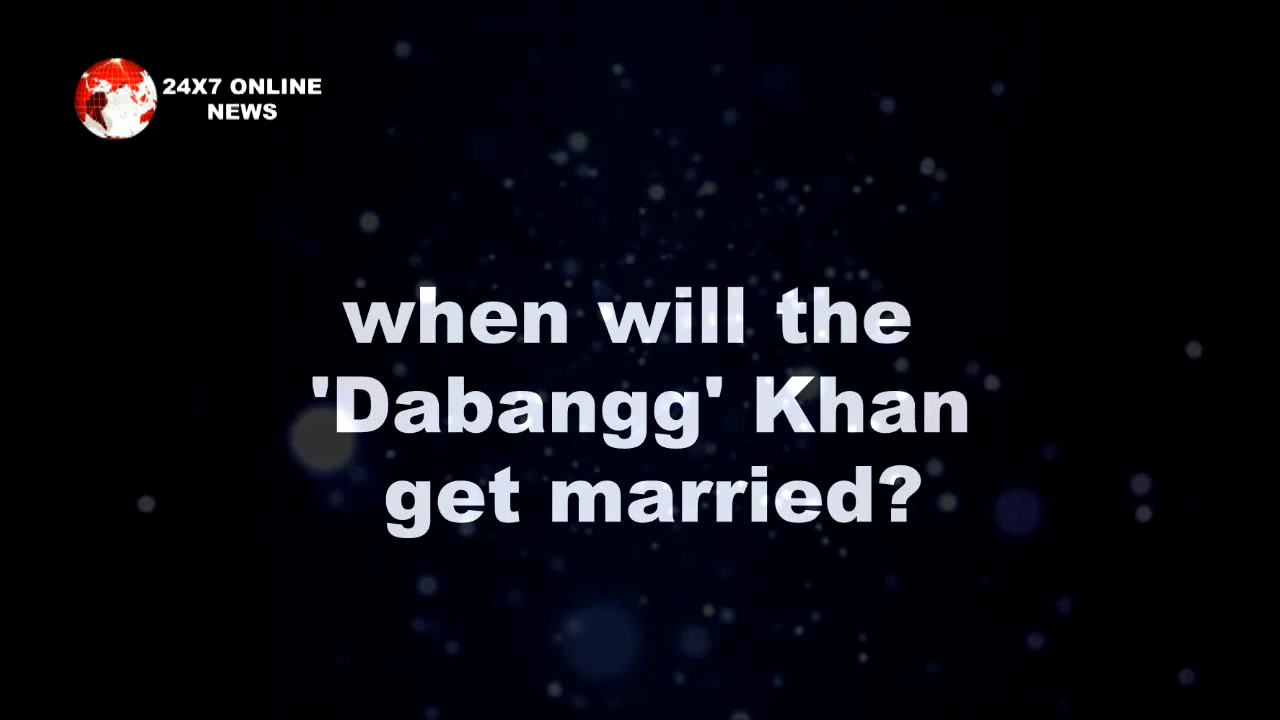 24X7 ONLINE
NEWS
when will the
'Dabangg' Khan
get married?